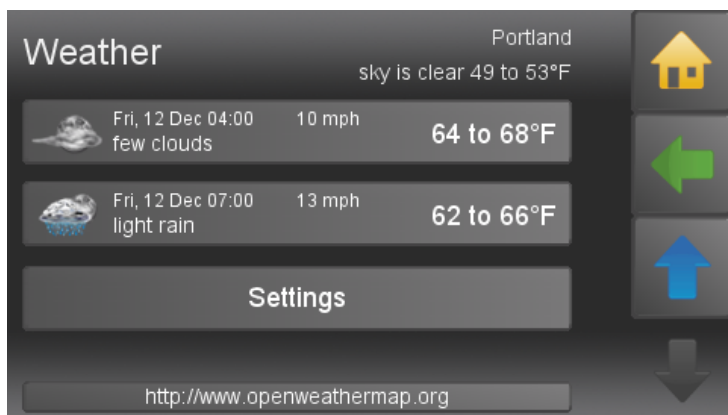 Weather
Portland
sky is clear 49 to 53°F
Fri, 12 Dec 04:00 10 mph
few clouds
64 to 68°F
Fri, 12 Dec 07:00 13 mph
light rain
62 to 66°F
Settings
http://www.openweathermap.org